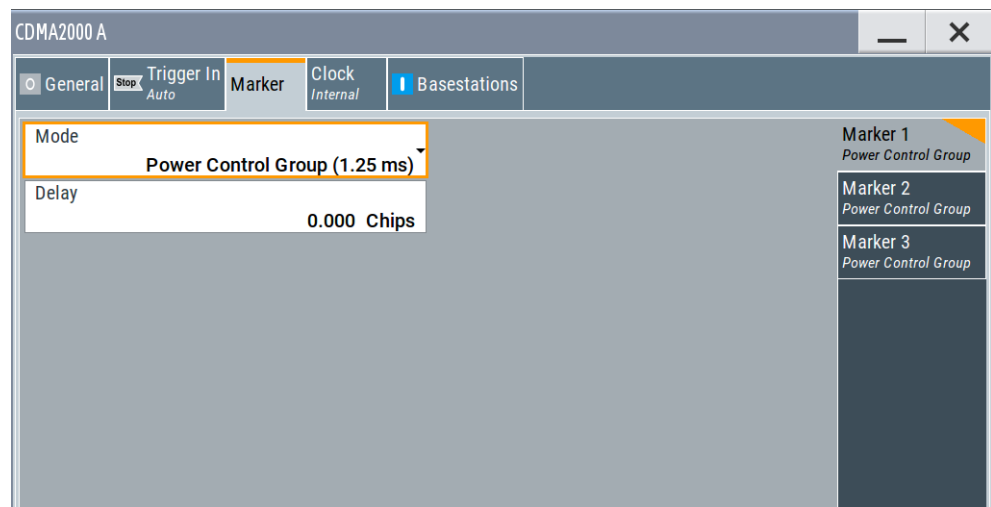 CDMA2000 A
General
Stop
Trigger In
Auto
Marker
Clock
Internal
Basestations
Mode
Power Control Group (1.25 ms)
Delay
0.000 Chips
Marker 1
Power Control Group
Marker 2
Power Control Group
Marker 3
Power Control Group